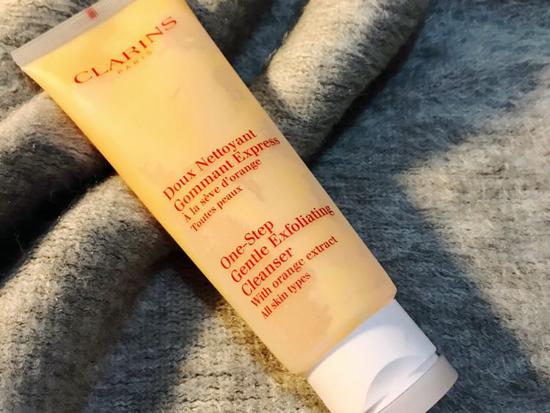 CLARINS
PARIS
Doux Nettoyant
Gommant Express
À la sève d'orange
Toutes peaux
One-Step
Gentle Exfoliating
Cleanser
With orange extract
All skin types